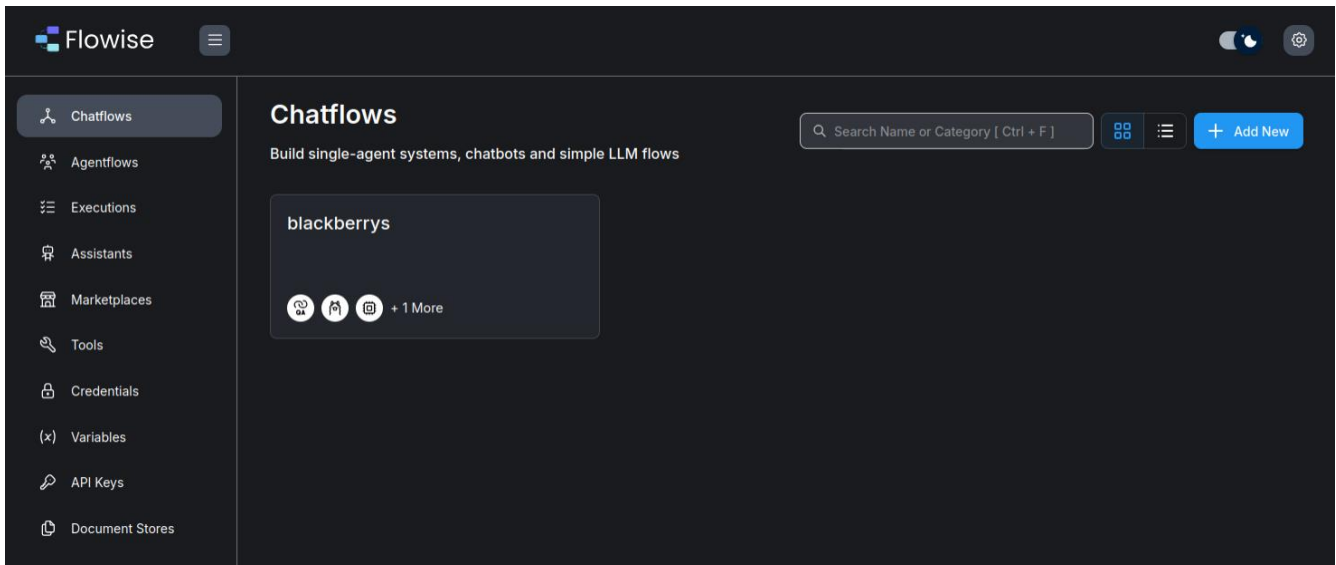 Flowise
Chatflows
Agentflows
Executions
Assistants
Marketplaces
Tools
Credentials
(x) Variables
API Keys
Document Stores
Chatflows
Build single-agent systems, chatbots and simple LLM flows
Search Name or Category [ Ctrl + F ]
+ Add New
blackberrys
QA
+ 1 More